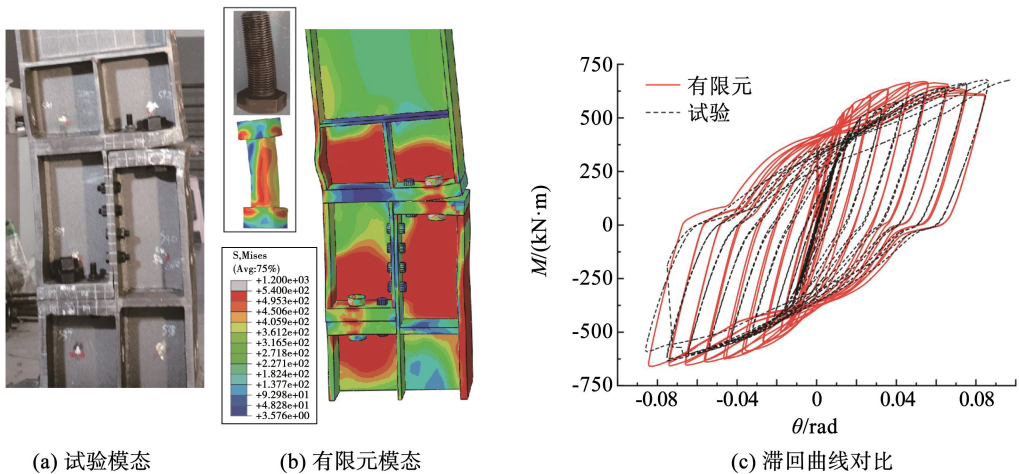 S,Mises
(Avg:75%)
+1.200e+03
+5.400e+02
+4.953e+02
+4.506e+02
+4.059e+02
+3.612e+02
+3.165e+02
+2.718e+02
+2.271e+02
+1.824e+02
+1.377e+02
+9.298e+01
+4.828e+01
+3.576e+00
(a) 试验模态
(b) 有限元模态
M/(kN·m)
750
500
250
0
-250
-500
-750
有限元
试验
-0.08
-0.04
0
0.04
0.08
θ/rad
(c) 滞回曲线对比